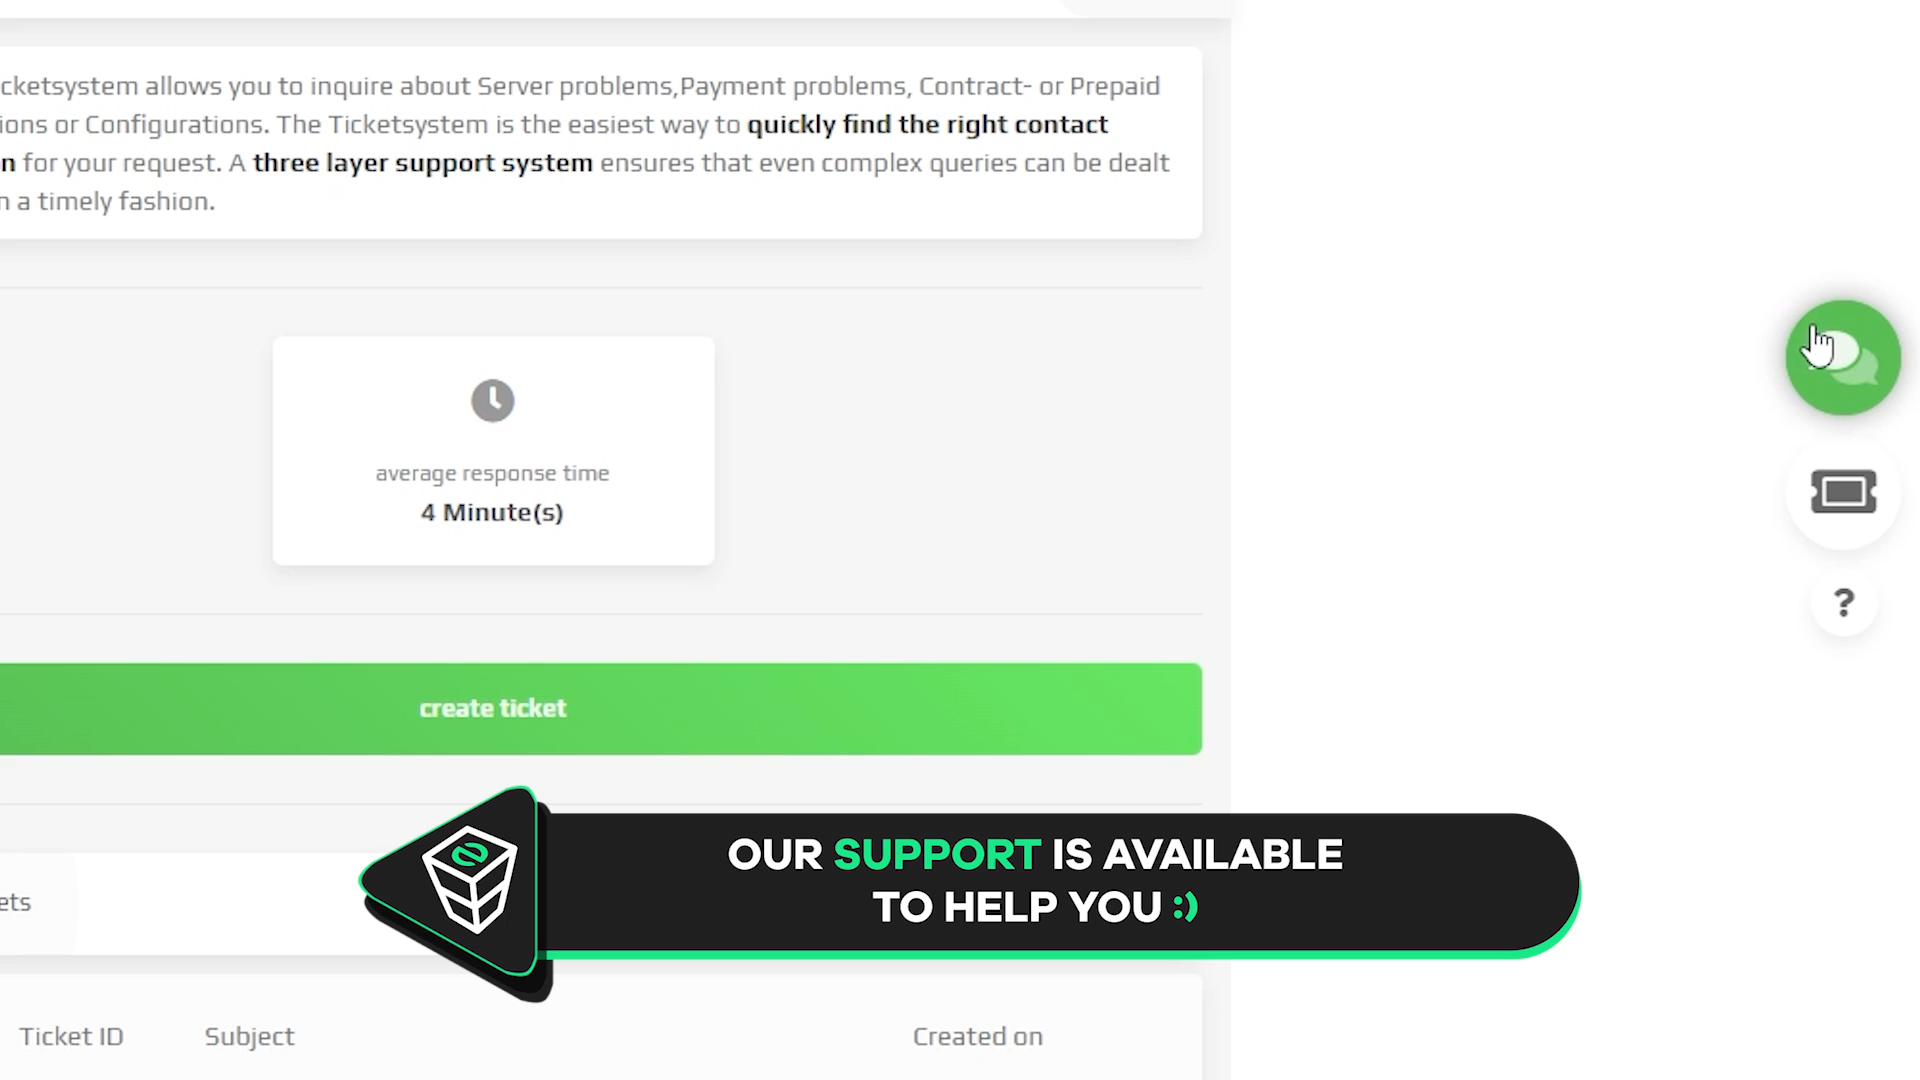 cketsystem allows you to inquire about Server problems,Payment problems, Contract- or Prepaid
ions or Configurations. The Ticketsystem is the easiest way to quickly find the right contact
n for your request. A three layer support system ensures that even complex queries can be dealt
n a timely fashion.
average response time
4 Minute(s)
?
create ticket
OUR SUPPORT IS AVAILABLE
TO HELP YOU :)
ets
Ticket ID
Subject
Created on